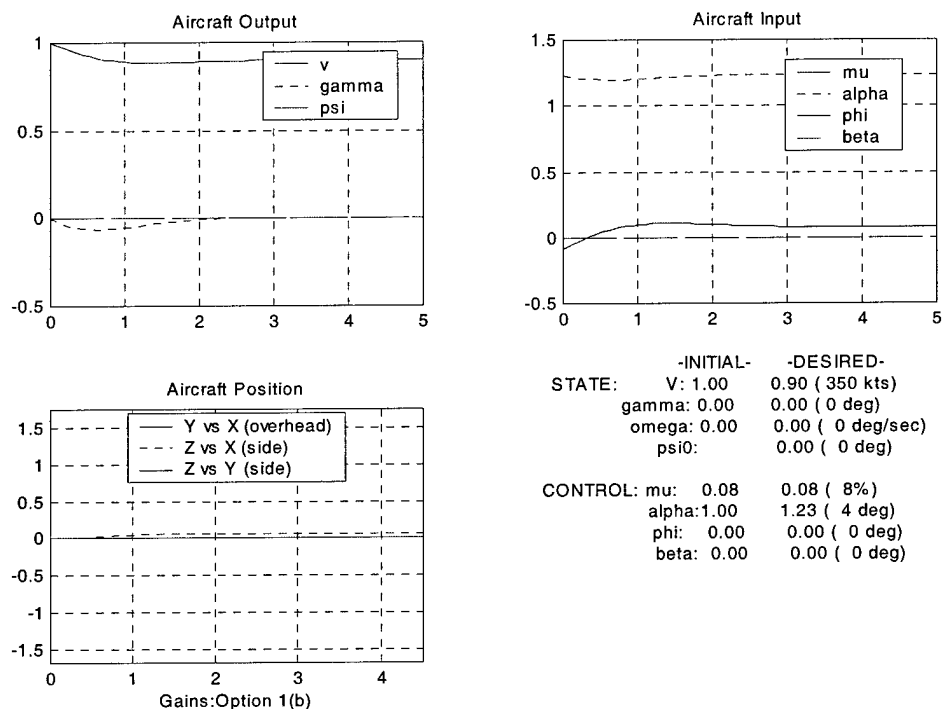 Aircraft Output
1
0.5
0
-0.5
v
gamma
psi
0 1 2 3 4 5
Aircraft Input
1.5
1
0.5
0
-0.5
mu
alpha
phi
beta
0 1 2 3 4 5
Aircraft Position
1.5
1
0.5
0
-0.5
-1
-1.5
Y vs X (overhead)
Z vs X (side)
Z vs Y (side)
0 1 2 3 4
Gains:Option 1(b)
-INITIAL- -DESIRED-
STATE: V: 1.00 0.90 ( 350 kts)
gamma: 0.00 0.00 ( 0 deg)
omega: 0.00 0.00 ( 0 deg/sec)
psi0: 0.00 ( 0 deg)
CONTROL: mu: 0.08 0.08 ( 8%)
alpha:1.00 1.23 ( 4 deg)
phi: 0.00 0.00 ( 0 deg)
beta: 0.00 0.00 ( 0 deg)